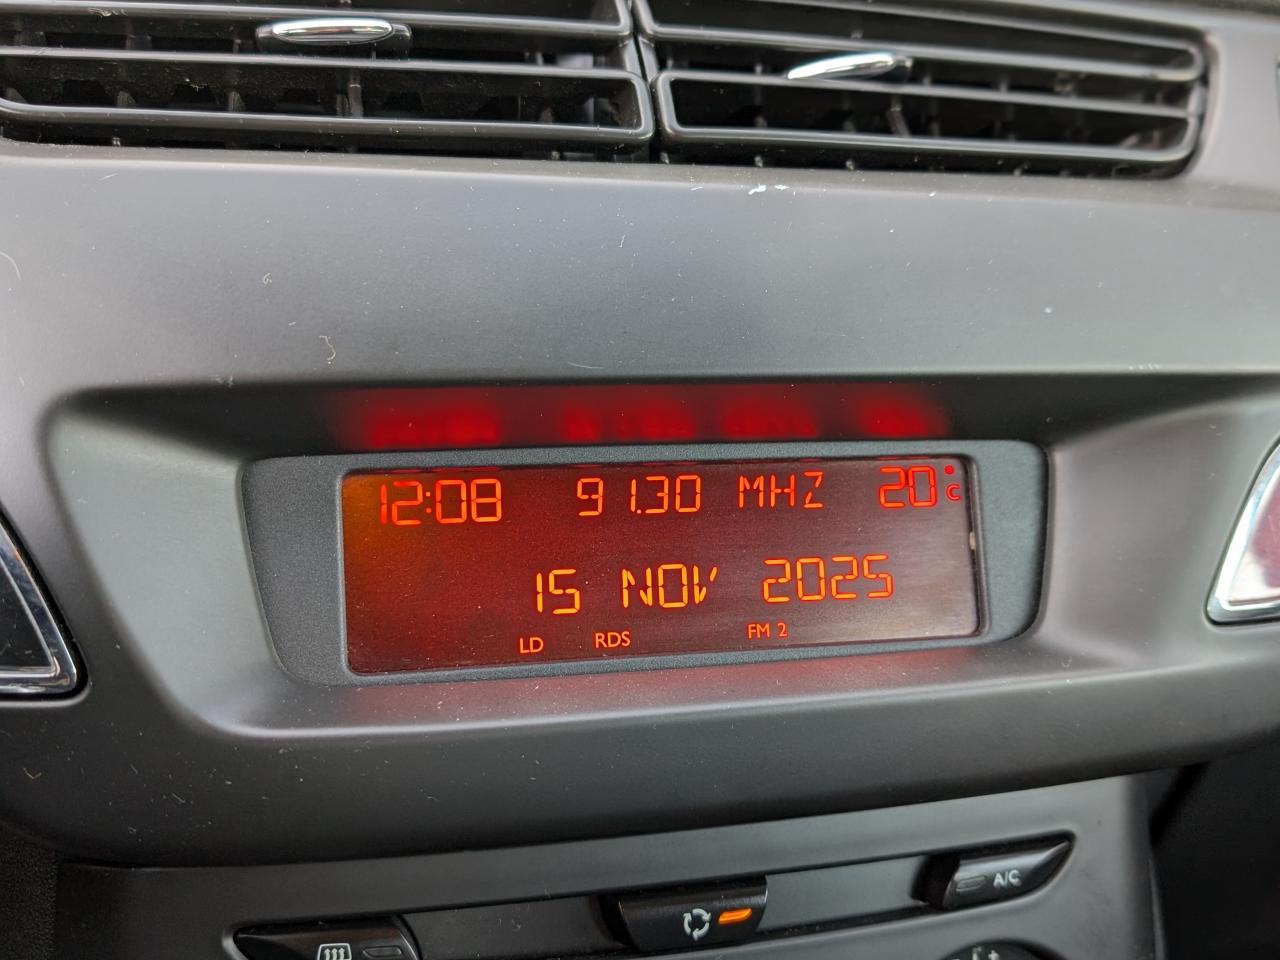 12:08 91.30 MHZ 20°C
15 NOV 2025
LD RDS FM 2
A/C